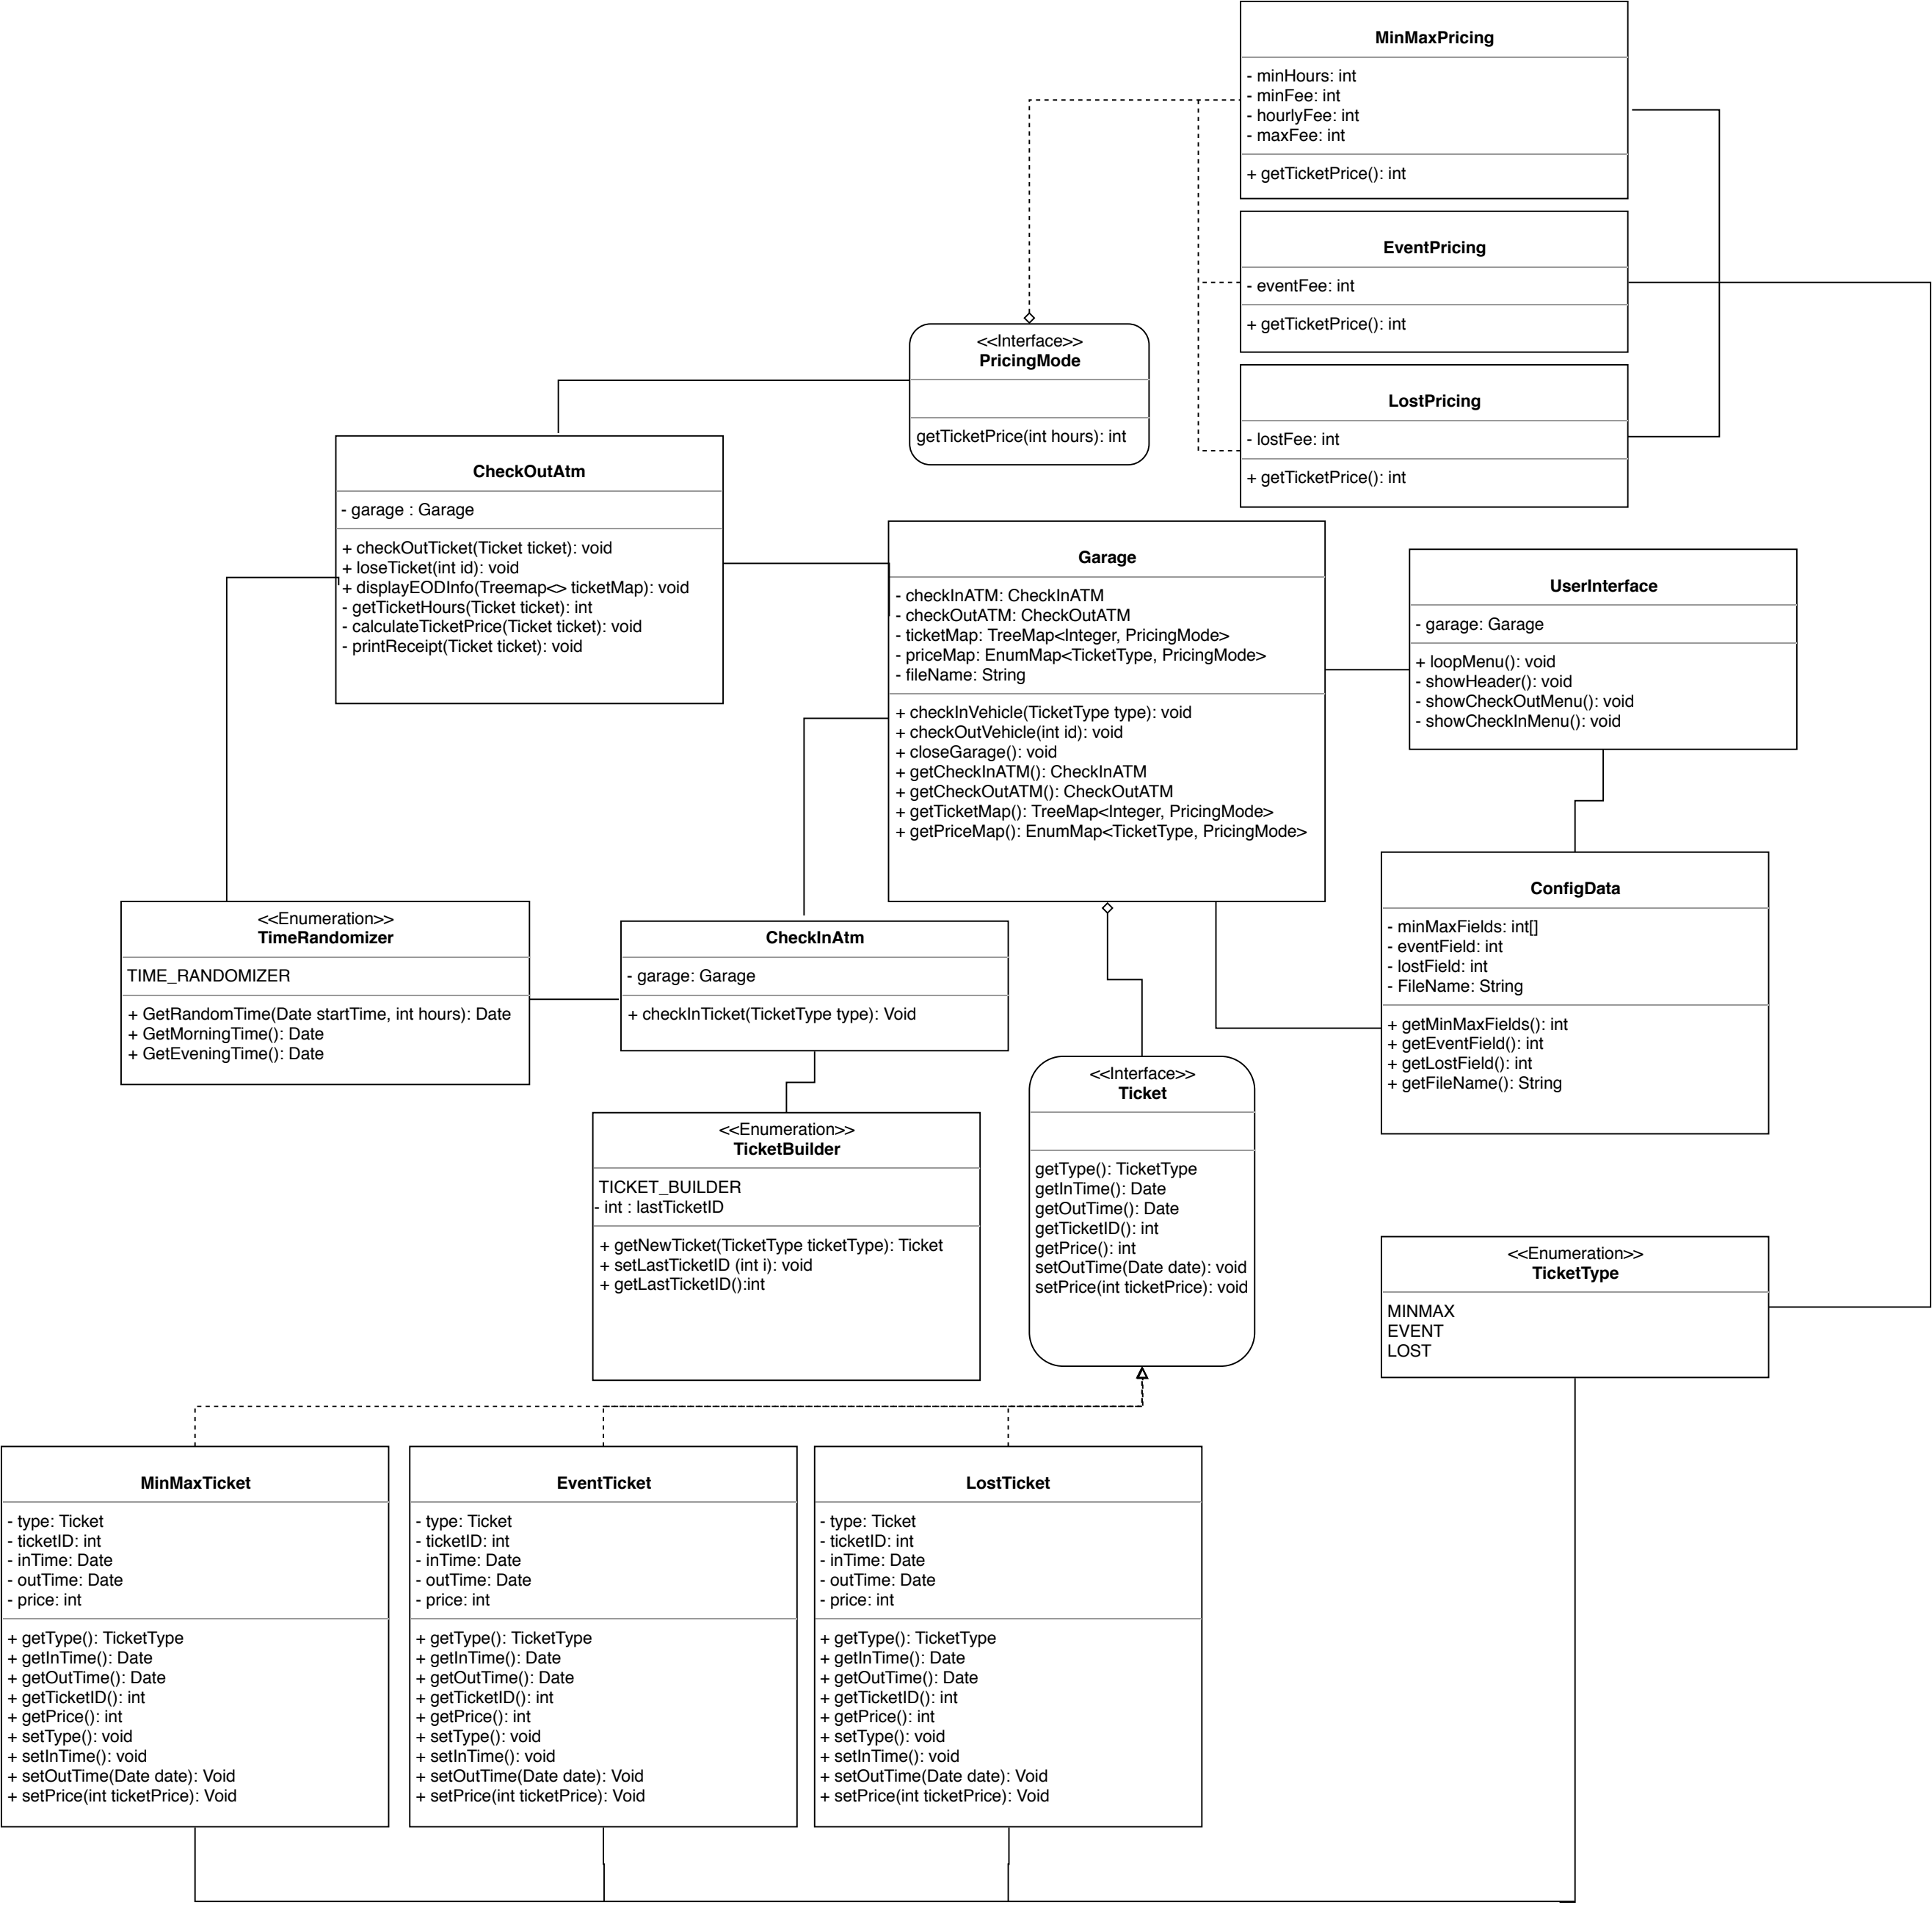 MinMaxPricing
- minHours: int
- minFee: int
- hourlyFee: int
- maxFee: int
+ getTicketPrice(): int
EventPricing
- eventFee: int
+ getTicketPrice(): int
<<Interface>>
PricingMode
getTicketPrice(int hours): int
LostPricing
- lostFee: int
+ getTicketPrice(): int
CheckOutAtm
- garage : Garage
+ checkOutTicket(Ticket ticket): void
+ loseTicket(int id): void
+ displayEODInfo(Treemap<> ticketMap): void
- getTicketHours(Ticket ticket): int
- calculateTicketPrice(Ticket ticket): void
- printReceipt(Ticket ticket): void
Garage
- checkInATM: CheckInATM
- checkOutATM: CheckOutATM
- ticketMap: TreeMap<Integer, PricingMode>
- priceMap: EnumMap<TicketType, PricingMode>
- fileName: String
+ checkInVehicle(TicketType type): void
+ checkOutVehicle(int id): void
+ closeGarage(): void
+ getCheckInATM(): CheckInATM
+ getCheckOutATM(): CheckOutATM
+ getTicketMap(): TreeMap<Integer, PricingMode>
+ getPriceMap(): EnumMap<TicketType, PricingMode>
UserInterface
- garage: Garage
+ loopMenu(): void
- showHeader(): void
- showCheckOutMenu(): void
- showCheckInMenu(): void
ConfigData
- minMaxFields: int[]
- eventField: int
- lostField: int
- FileName: String
+ getMinMaxFields(): int
+ getEventField(): int
+ getLostField(): int
+ getFileName(): String
<<Enumeration>>
TimeRandomizer
TIME_RANDOMIZER
+ GetRandomTime(Date startTime, int hours): Date
+ GetMorningTime(): Date
+ GetEveningTime(): Date
CheckInAtm
- garage: Garage
+ checkInTicket(TicketType type): Void
<<Enumeration>>
TicketBuilder
TICKET_BUILDER
- int : lastTicketID
+ getNewTicket(TicketType ticketType): Ticket
+ setLastTicketID (int i): void
+ getLastTicketID():int
<<Interface>>
Ticket
getType(): TicketType
getInTime(): Date
getOutTime(): Date
getTicketID(): int
getPrice(): int
setOutTime(Date date): void
setPrice(int ticketPrice): void
<<Enumeration>>
TicketType
MINMAX
EVENT
LOST
MinMaxTicket
- type: Ticket
- ticketID: int
- inTime: Date
- outTime: Date
- price: int
+ getType(): TicketType
+ getInTime(): Date
+ getOutTime(): Date
+ getTicketID(): int
+ getPrice(): int
+ setType(): void
+ setInTime(): void
+ setOutTime(Date date): Void
+ setPrice(int ticketPrice): Void
EventTicket
- type: Ticket
- ticketID: int
- inTime: Date
- outTime: Date
- price: int
+ getType(): TicketType
+ getInTime(): Date
+ getOutTime(): Date
+ getTicketID(): int
+ getPrice(): int
+ setType(): void
+ setInTime(): void
+ setOutTime(Date date): Void
+ setPrice(int ticketPrice): Void
LostTicket
- type: Ticket
- ticketID: int
- inTime: Date
- outTime: Date
- price: int
+ getType(): TicketType
+ getInTime(): Date
+ getOutTime(): Date
+ getTicketID(): int
+ getPrice(): int
+ setType(): void
+ setInTime(): void
+ setOutTime(Date date): Void
+ setPrice(int ticketPrice): Void